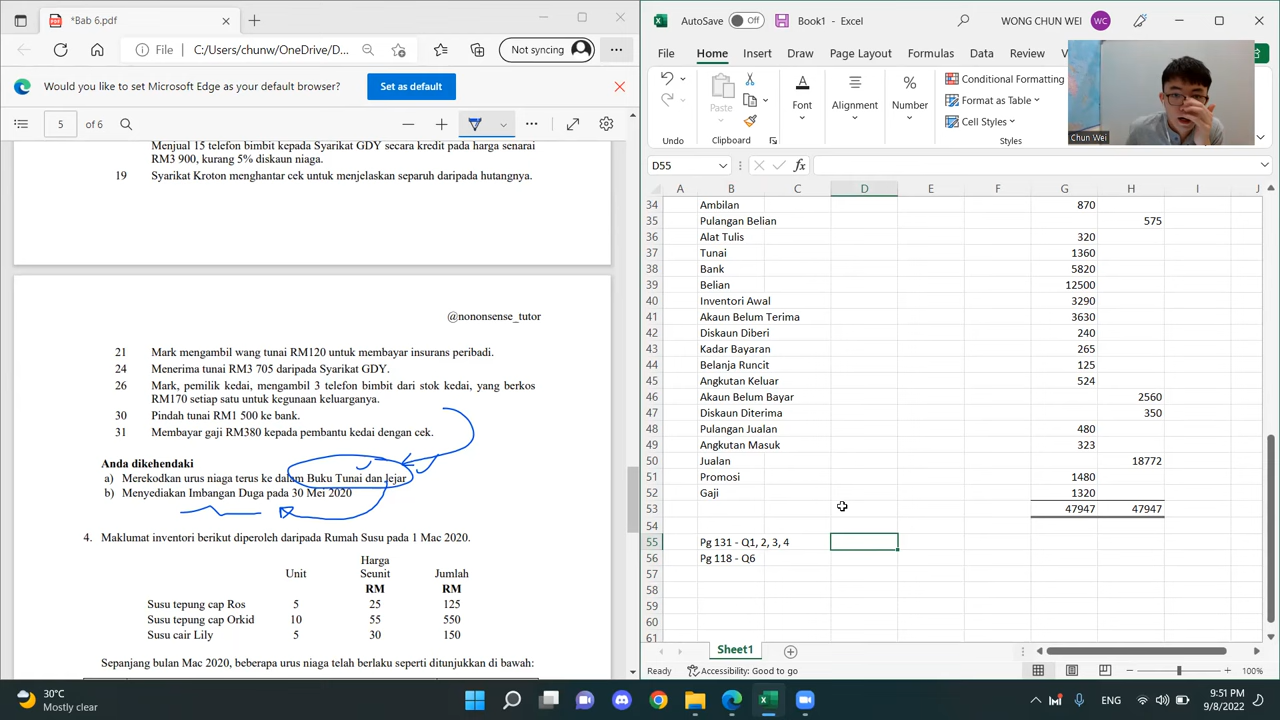 *Bab 6.pdf
File
C:/Users/chunw/OneDrive/D...
Not syncing
Would you like to set Microsoft Edge as your default browser?
Set as default
5
of 6
Menjual 15 telefon bimbit kepada Syarikat GDY secara kredit pada harga senarai
RM3 900, kurang 5% diskaun niaga.
19 Syarikat Kroton menghantar cek untuk menjelaskan separuh daripada hutangnya.
@nononsense_tutor
21 Mark mengambil wang tunai RM120 untuk membayar insurans peribadi.
24 Menerima tunai RM3 705 daripada Syarikat GDY.
26 Mark, pemilik kedai, mengambil 3 telefon bimbit dari stok kedai, yang berkos
RM170 setiap satu untuk kegunaan keluarganya.
30 Pindah tunai RM1 500 ke bank.
31 Membayar gaji RM380 kepada pembantu kedai dengan cek.
Anda dikehendaki
a) Merekodkan urus niaga terus ke dalam Buku Tunai dan lejar
b) Menyediakan Imbangan Duga pada 30 Mei 2020
4. Maklumat inventori berikut diperoleh daripada Rumah Susu pada 1 Mac 2020.
Harga
Unit Seunit Jumlah
RM RM
Susu tepung cap Ros 5 25 125
Susu tepung cap Orkid 10 55 550
Susu cair Lily 5 30 150
Sepanjang bulan Mac 2020, beberapa urus niaga telah berlaku seperti ditunjukkan di bawah:
AutoSave Off
Book1 - Excel
WONG CHUN WEI WC
File Home Insert Draw Page Layout Formulas Data Review
Paste
Font
Alignment
Number
Conditional Formatting
Format as Table
Cell Styles
Undo Clipboard Styles
Chun Wei
D55
fx
A B C D E F G H I J
34 Ambilan 870
35 Pulangan Belian 575
36 Alat Tulis 320
37 Tunai 1360
38 Bank 5820
39 Belian 12500
40 Inventori Awal 3290
41 Akaun Belum Terima 3630
42 Diskaun Diberi 240
43 Kadar Bayaran 265
44 Belanja Runcit 125
45 Angkutan Keluar 524
46 Akaun Belum Bayar 2560
47 Diskaun Diterima 350
48 Pulangan Jualan 480
49 Angkutan Masuk 323
50 Jualan 18772
51 Promosi 1480
52 Gaji 1320
53 47947 47947
54
55 Pg 131 - Q1, 2, 3, 4
56 Pg 118 - Q6
57
58
59
60
61
Sheet1
Ready
Accessibility: Good to go
100%
30°C
Mostly clear
ENG
9:51 PM
9/8/2022